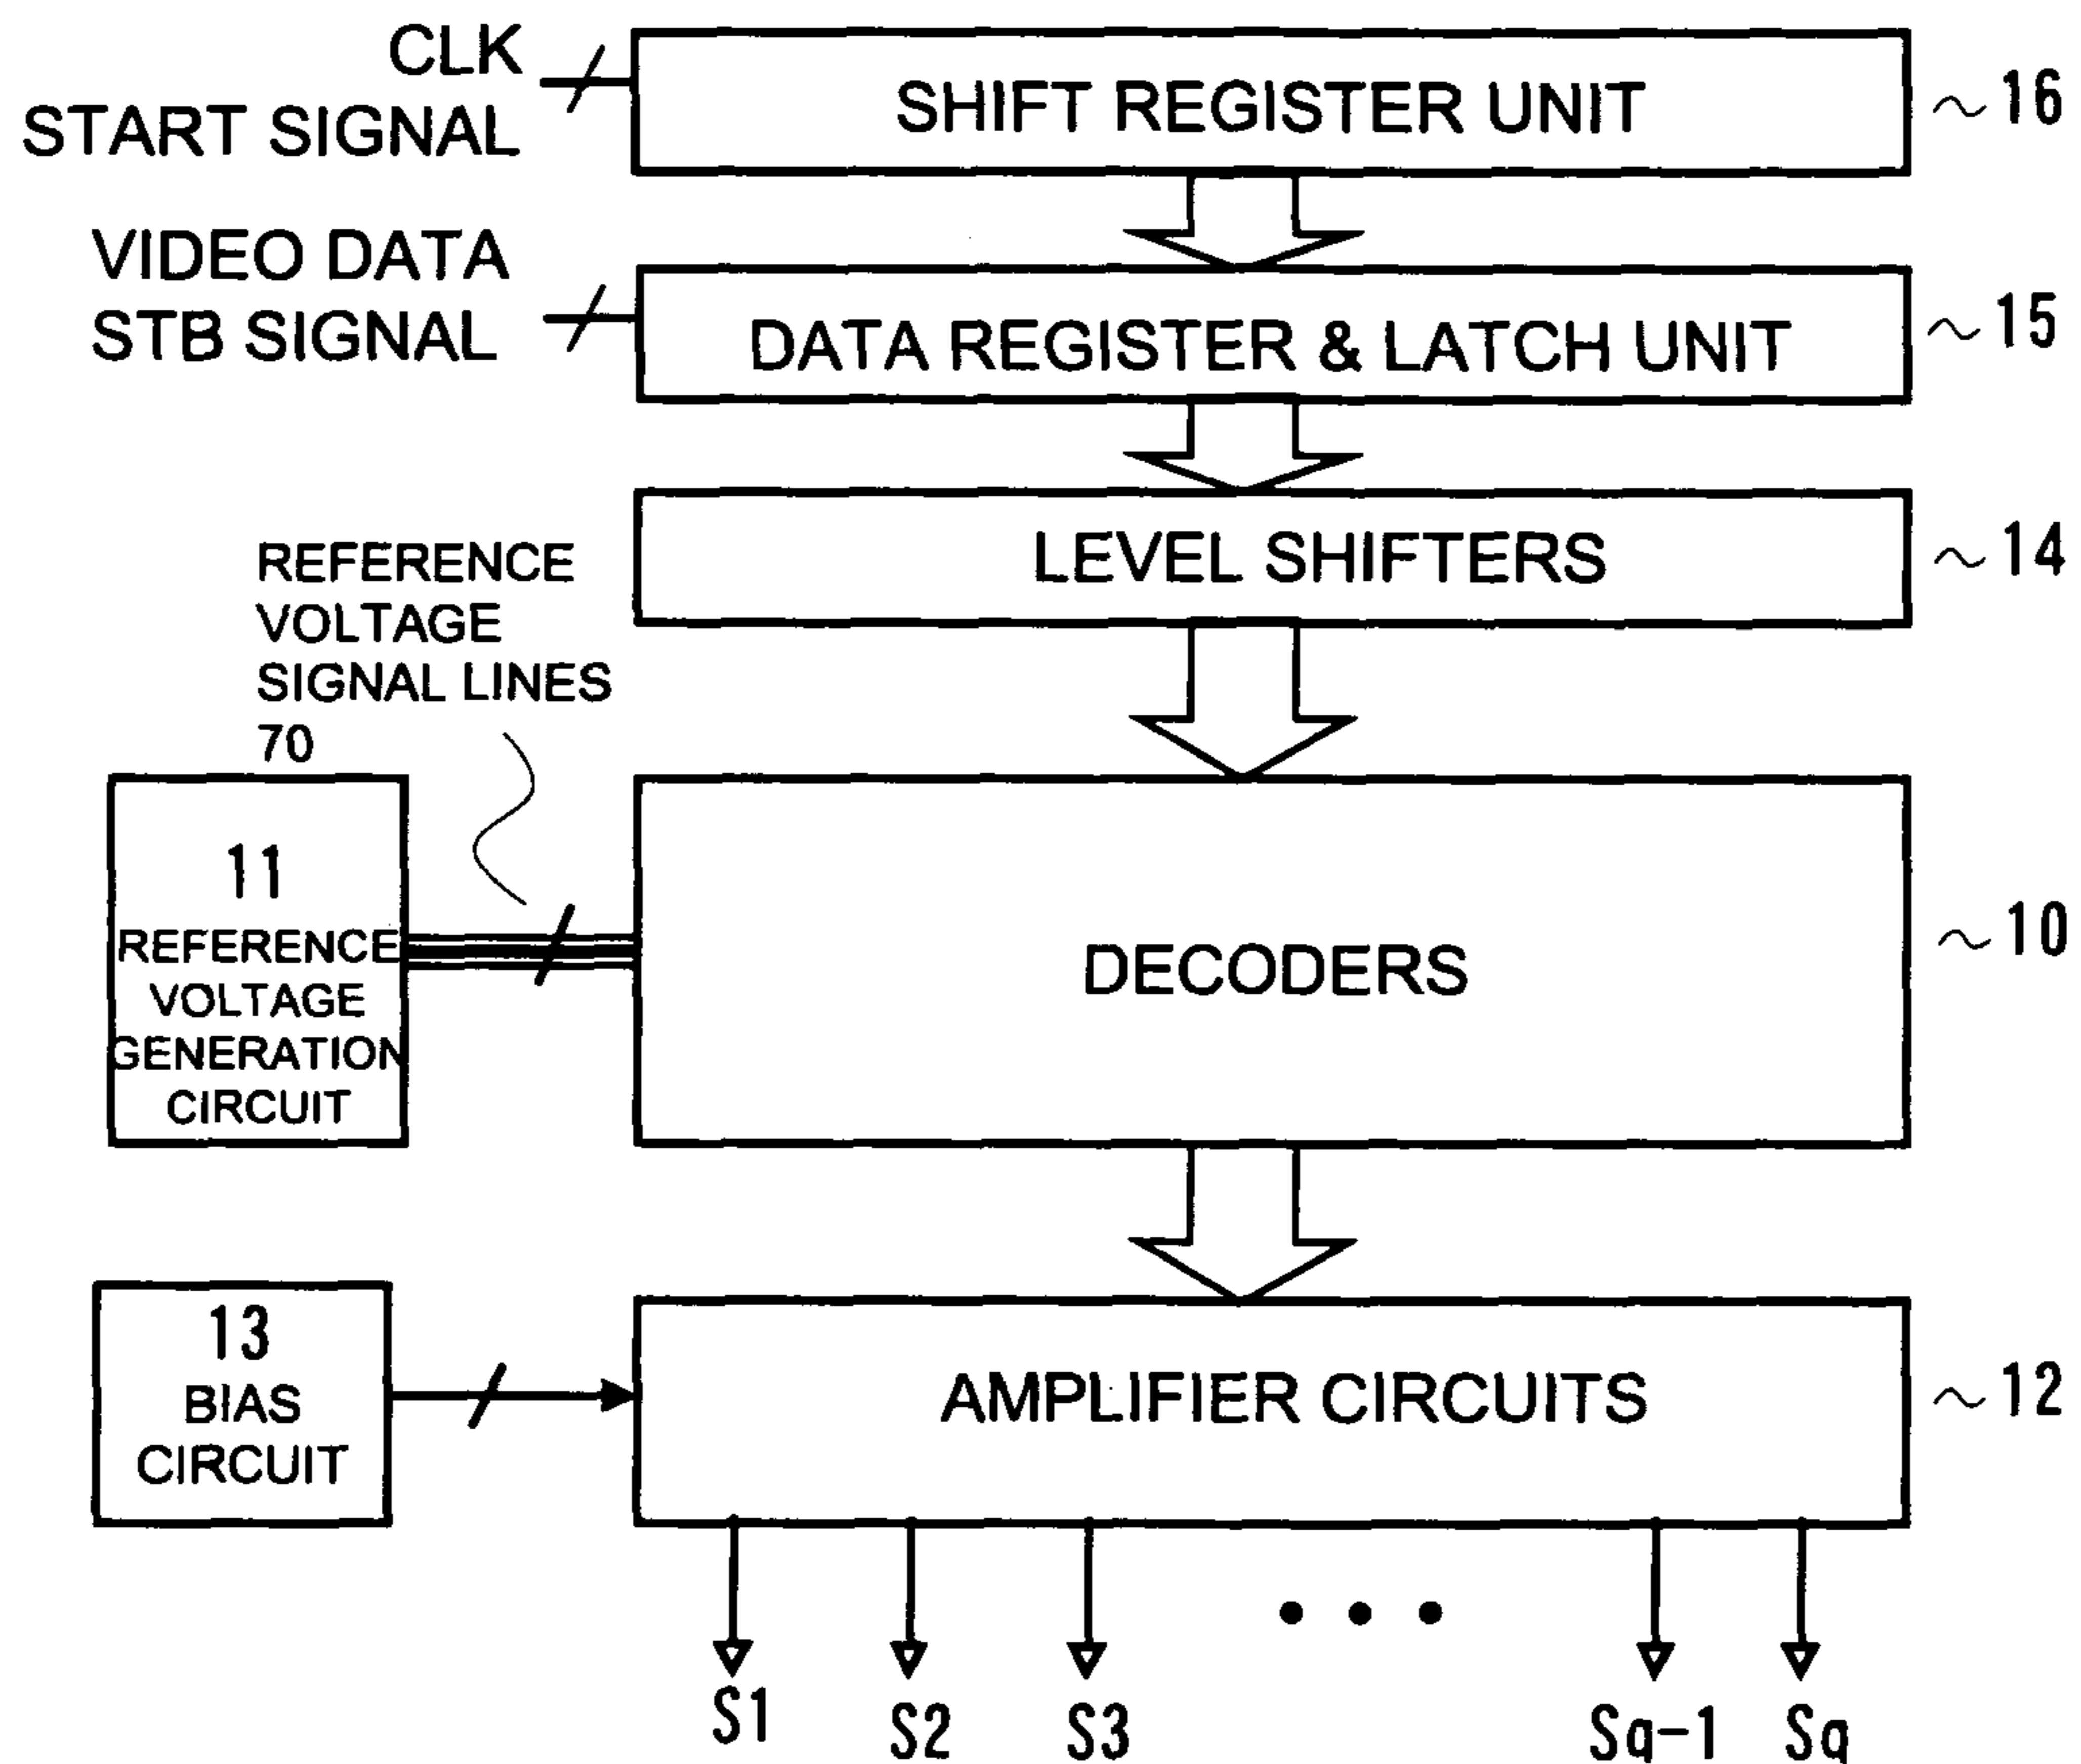 CLK
START SIGNAL
SHIFT REGISTER UNIT
16
VIDEO DATA
STB SIGNAL
DATA REGISTER & LATCH UNIT
15
LEVEL SHIFTERS
14
REFERENCE
VOLTAGE
SIGNAL LINES
70
11
REFERENCE
VOLTAGE
GENERATION
CIRCUIT
DECODERS
10
13
BIAS
CIRCUIT
AMPLIFIER CIRCUITS
12
S1
S2
S3
• • •
Sq-1
Sq